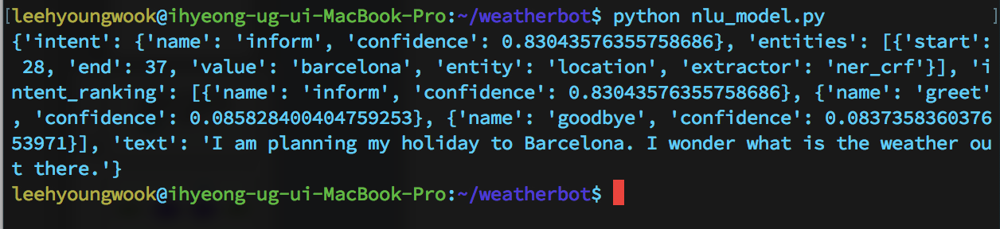 [leehyoungwook@ihyeong-ug-ui-MacBook-Pro:~/weatherbot$ python nlu_model.py ]
{'intent': {'name': 'inform', 'confidence': 0.83043576355758686}, 'entities': [{'start':
 28, 'end': 37, 'value': 'barcelona', 'entity': 'location', 'extractor': 'ner_crf'}], 'i
ntent_ranking': [{'name': 'inform', 'confidence': 0.83043576355758686}, {'name': 'greet'
, 'confidence': 0.085828400404759253}, {'name': 'goodbye', 'confidence': 0.0837358360376
53971}], 'text': 'I am planning my holiday to Barcelona. I wonder what is the weather ou
t there.'}
leehyoungwook@ihyeong-ug-ui-MacBook-Pro:~/weatherbot$